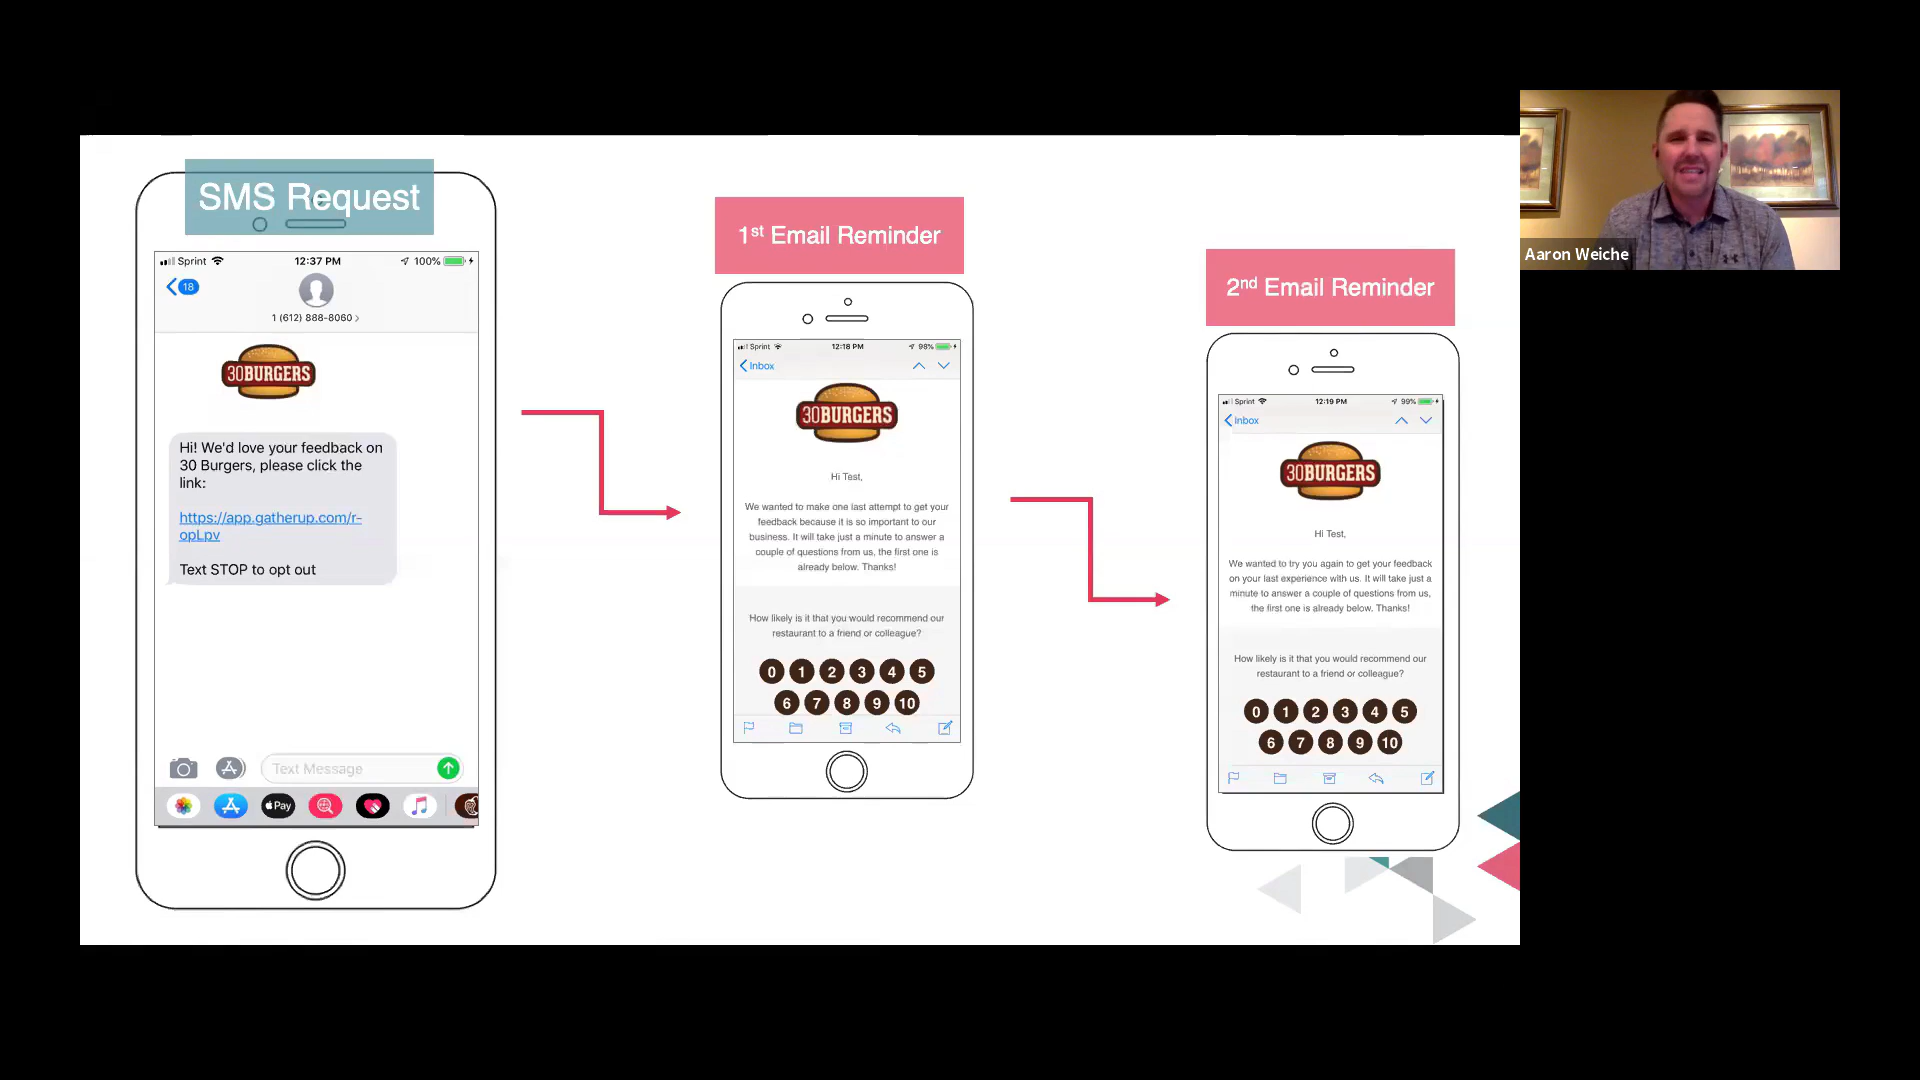 SMS Request
Sprint 12:37 PM 100%
18
1 (612) 888-8060 >
30BURGERS
Hi! We'd love your feedback on
30 Burgers, please click the
link:
https://app.gatherup.com/r-
opLpv
Text STOP to opt out
Text Message
Pay
1st Email Reminder
Sprint 12:18 PM 98%
Inbox
30BURGERS
Hi Test,
We wanted to make one last attempt to get your
feedback because it is so important to our
business. It will take just a minute to answer a
couple of questions from us, the first one is
already below. Thanks!
How likely is it that you would recommend our
restaurant to a friend or colleague?
0 1 2 3 4 5
6 7 8 9 10
2nd Email Reminder
Sprint 12:19 PM 99%
Inbox
30BURGERS
Hi Test,
We wanted to try you again to get your feedback
on your last experience with us. It will take just a
minute to answer a couple of questions from us,
the first one is already below. Thanks!
How likely is it that you would recommend our
restaurant to a friend or colleague?
0 1 2 3 4 5
6 7 8 9 10
Aaron Weiche